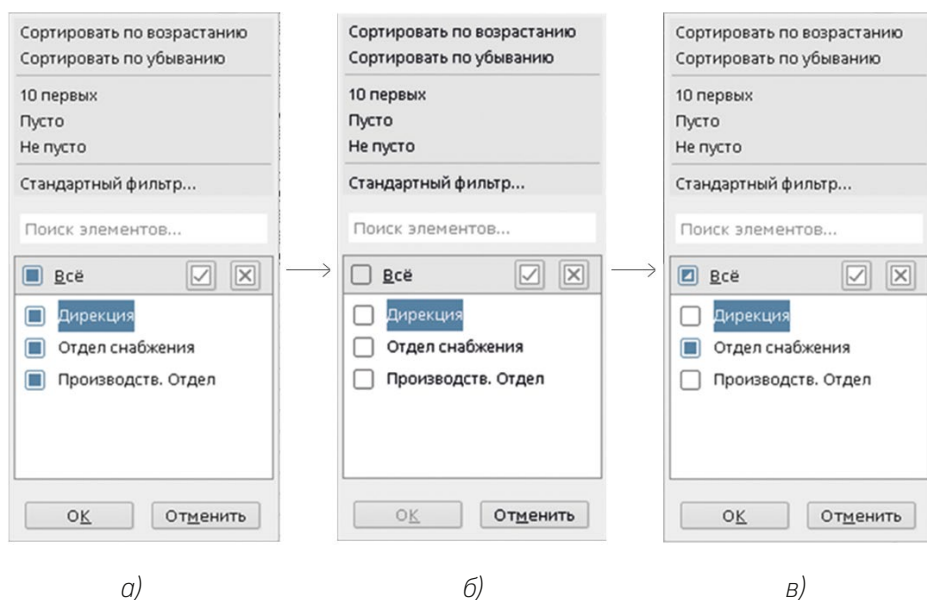 Сортировать по возрастанию
Сортировать по убыванию
10 первых
Пусто
Не пусто
Стандартный фильтр...
Поиск элементов...
Всё
Дирекция
Отдел снабжения
Производств. Отдел
ОК
Отменить
а)
Сортировать по возрастанию
Сортировать по убыванию
10 первых
Пусто
Не пусто
Стандартный фильтр...
Поиск элементов...
Всё
Дирекция
Отдел снабжения
Производств. Отдел
ОК
Отменить
б)
Сортировать по возрастанию
Сортировать по убыванию
10 первых
Пусто
Не пусто
Стандартный фильтр...
Поиск элементов...
Всё
Дирекция
Отдел снабжения
Производств. Отдел
ОК
Отменить
в)